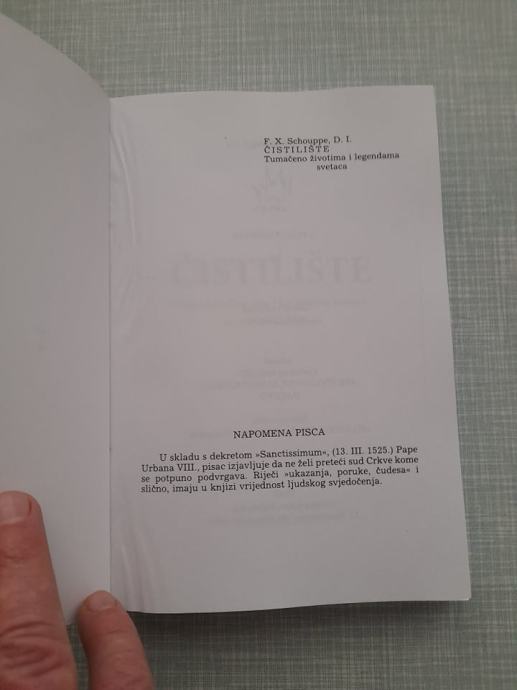 F. X. Schouppe, D. I.
ČISTILIŠTE
Tumačeno životima i legendama
svetaca
ČISTILIŠTE
NAPOMENA PISCA
U skladu s dekretom »Sanctissimum«, (13. III. 1525.) Pape
Urbana VIII., pisac izjavljuje da ne želi preteći sud Crkve kome
se potpuno podvrgava. Riječi »ukazanja, poruke, čudesa« i
slično, imaju u knjizi vrijednost ljudskog svjedočenja.